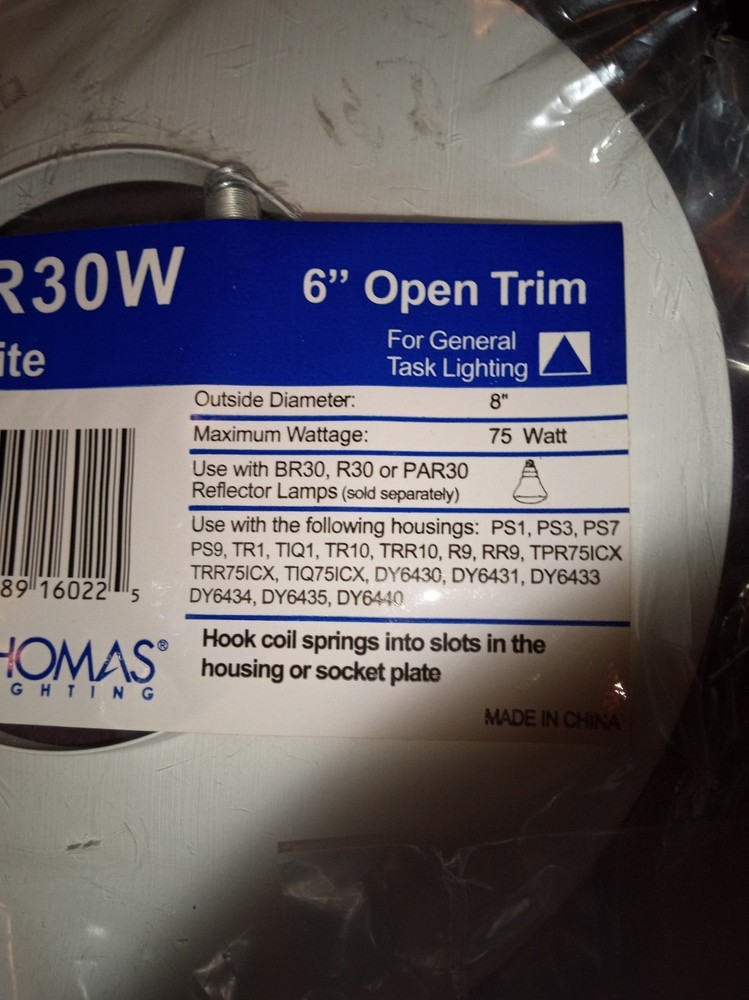 R30W
6” Open Trim
ite
For General
Task Lighting
Outside Diameter: 8"
Maximum Wattage: 75 Watt
Use with BR30, R30 or PAR30
Reflector Lamps (sold separately)
Use with the following housings: PS1, PS3, PS7
PS9, TR1, TIQ1, TR10, TRR10, R9, RR9, TPR75ICX
TRR75ICX, TIQ75ICX, DY6430, DY6431, DY6433
DY6434, DY6435, DY6440
89 16022 5
Hook coil springs into slots in the
housing or socket plate
HOMAS®
GHTING
MADE IN CHINA